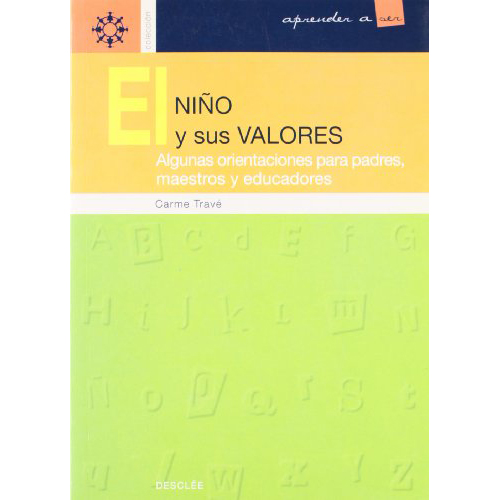 colección
aprender a ser
El NIÑO
y sus VALORES
Algunas orientaciones para padres,
maestros y educadores
Carme Travé
A B C d e f G
H i j k l m N
Ñ o p q r s t
u v w x Y z
DESCLÉE